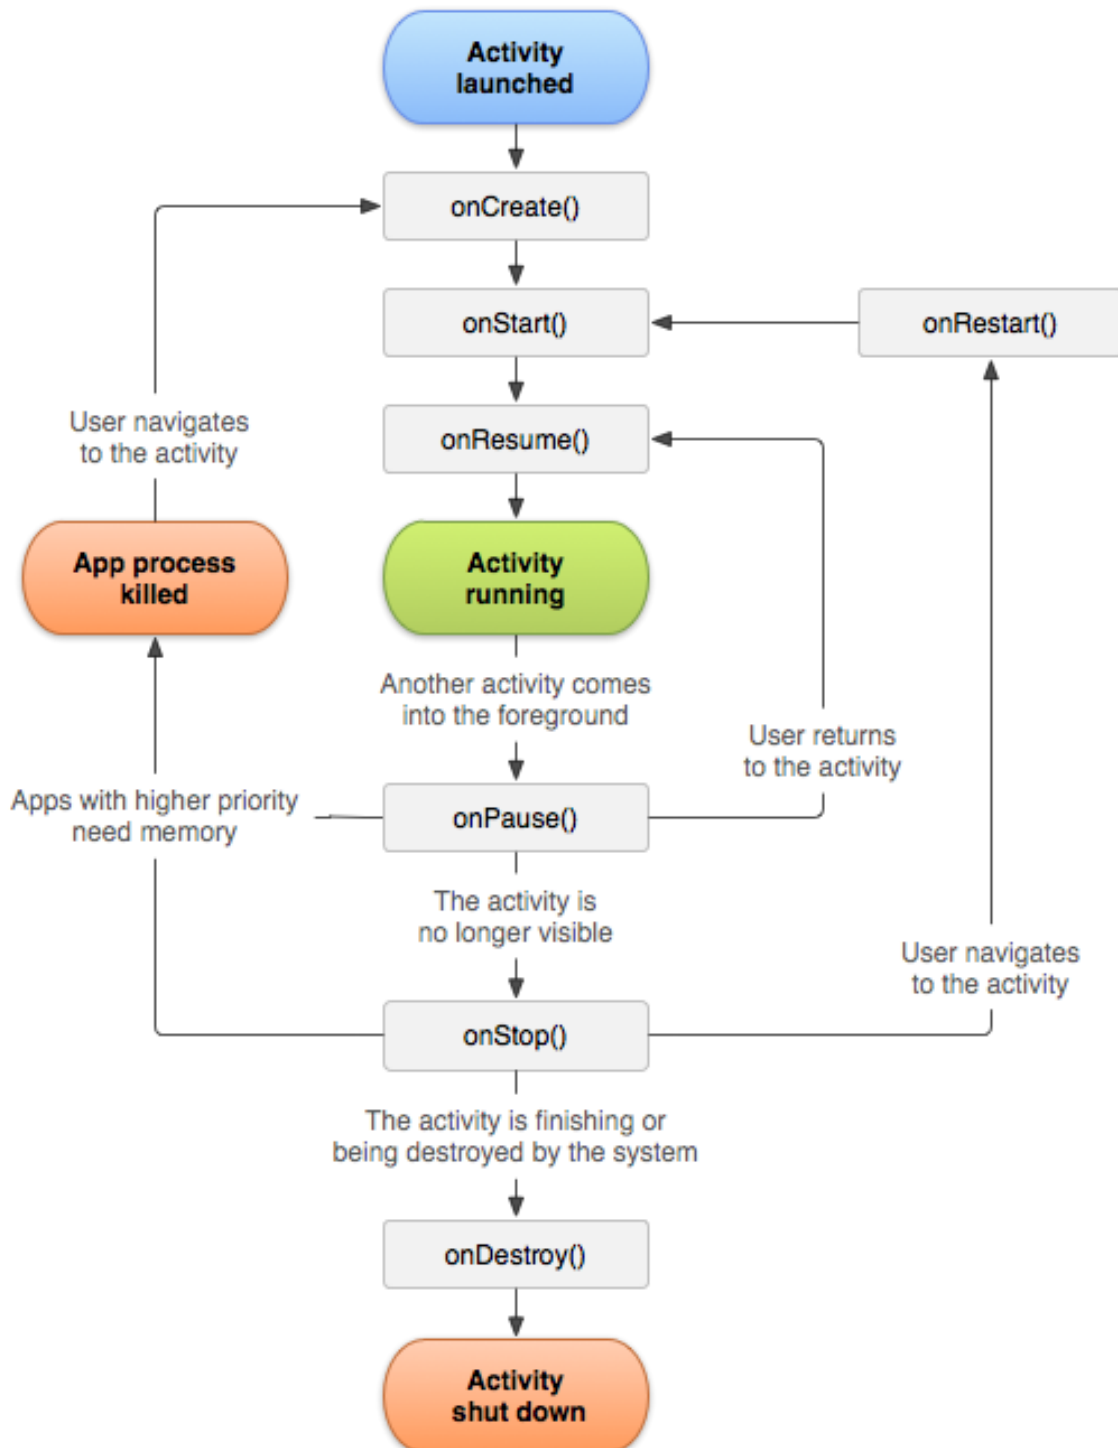 Activity
launched
onCreate()
onStart()
onRestart()
User navigates
to the activity
onResume()
App process
killed
Activity
running
Another activity comes
into the foreground
User returns
to the activity
Apps with higher priority
need memory
onPause()
The activity is
no longer visible
User navigates
to the activity
onStop()
The activity is finishing or
being destroyed by the system
onDestroy()
Activity
shut down